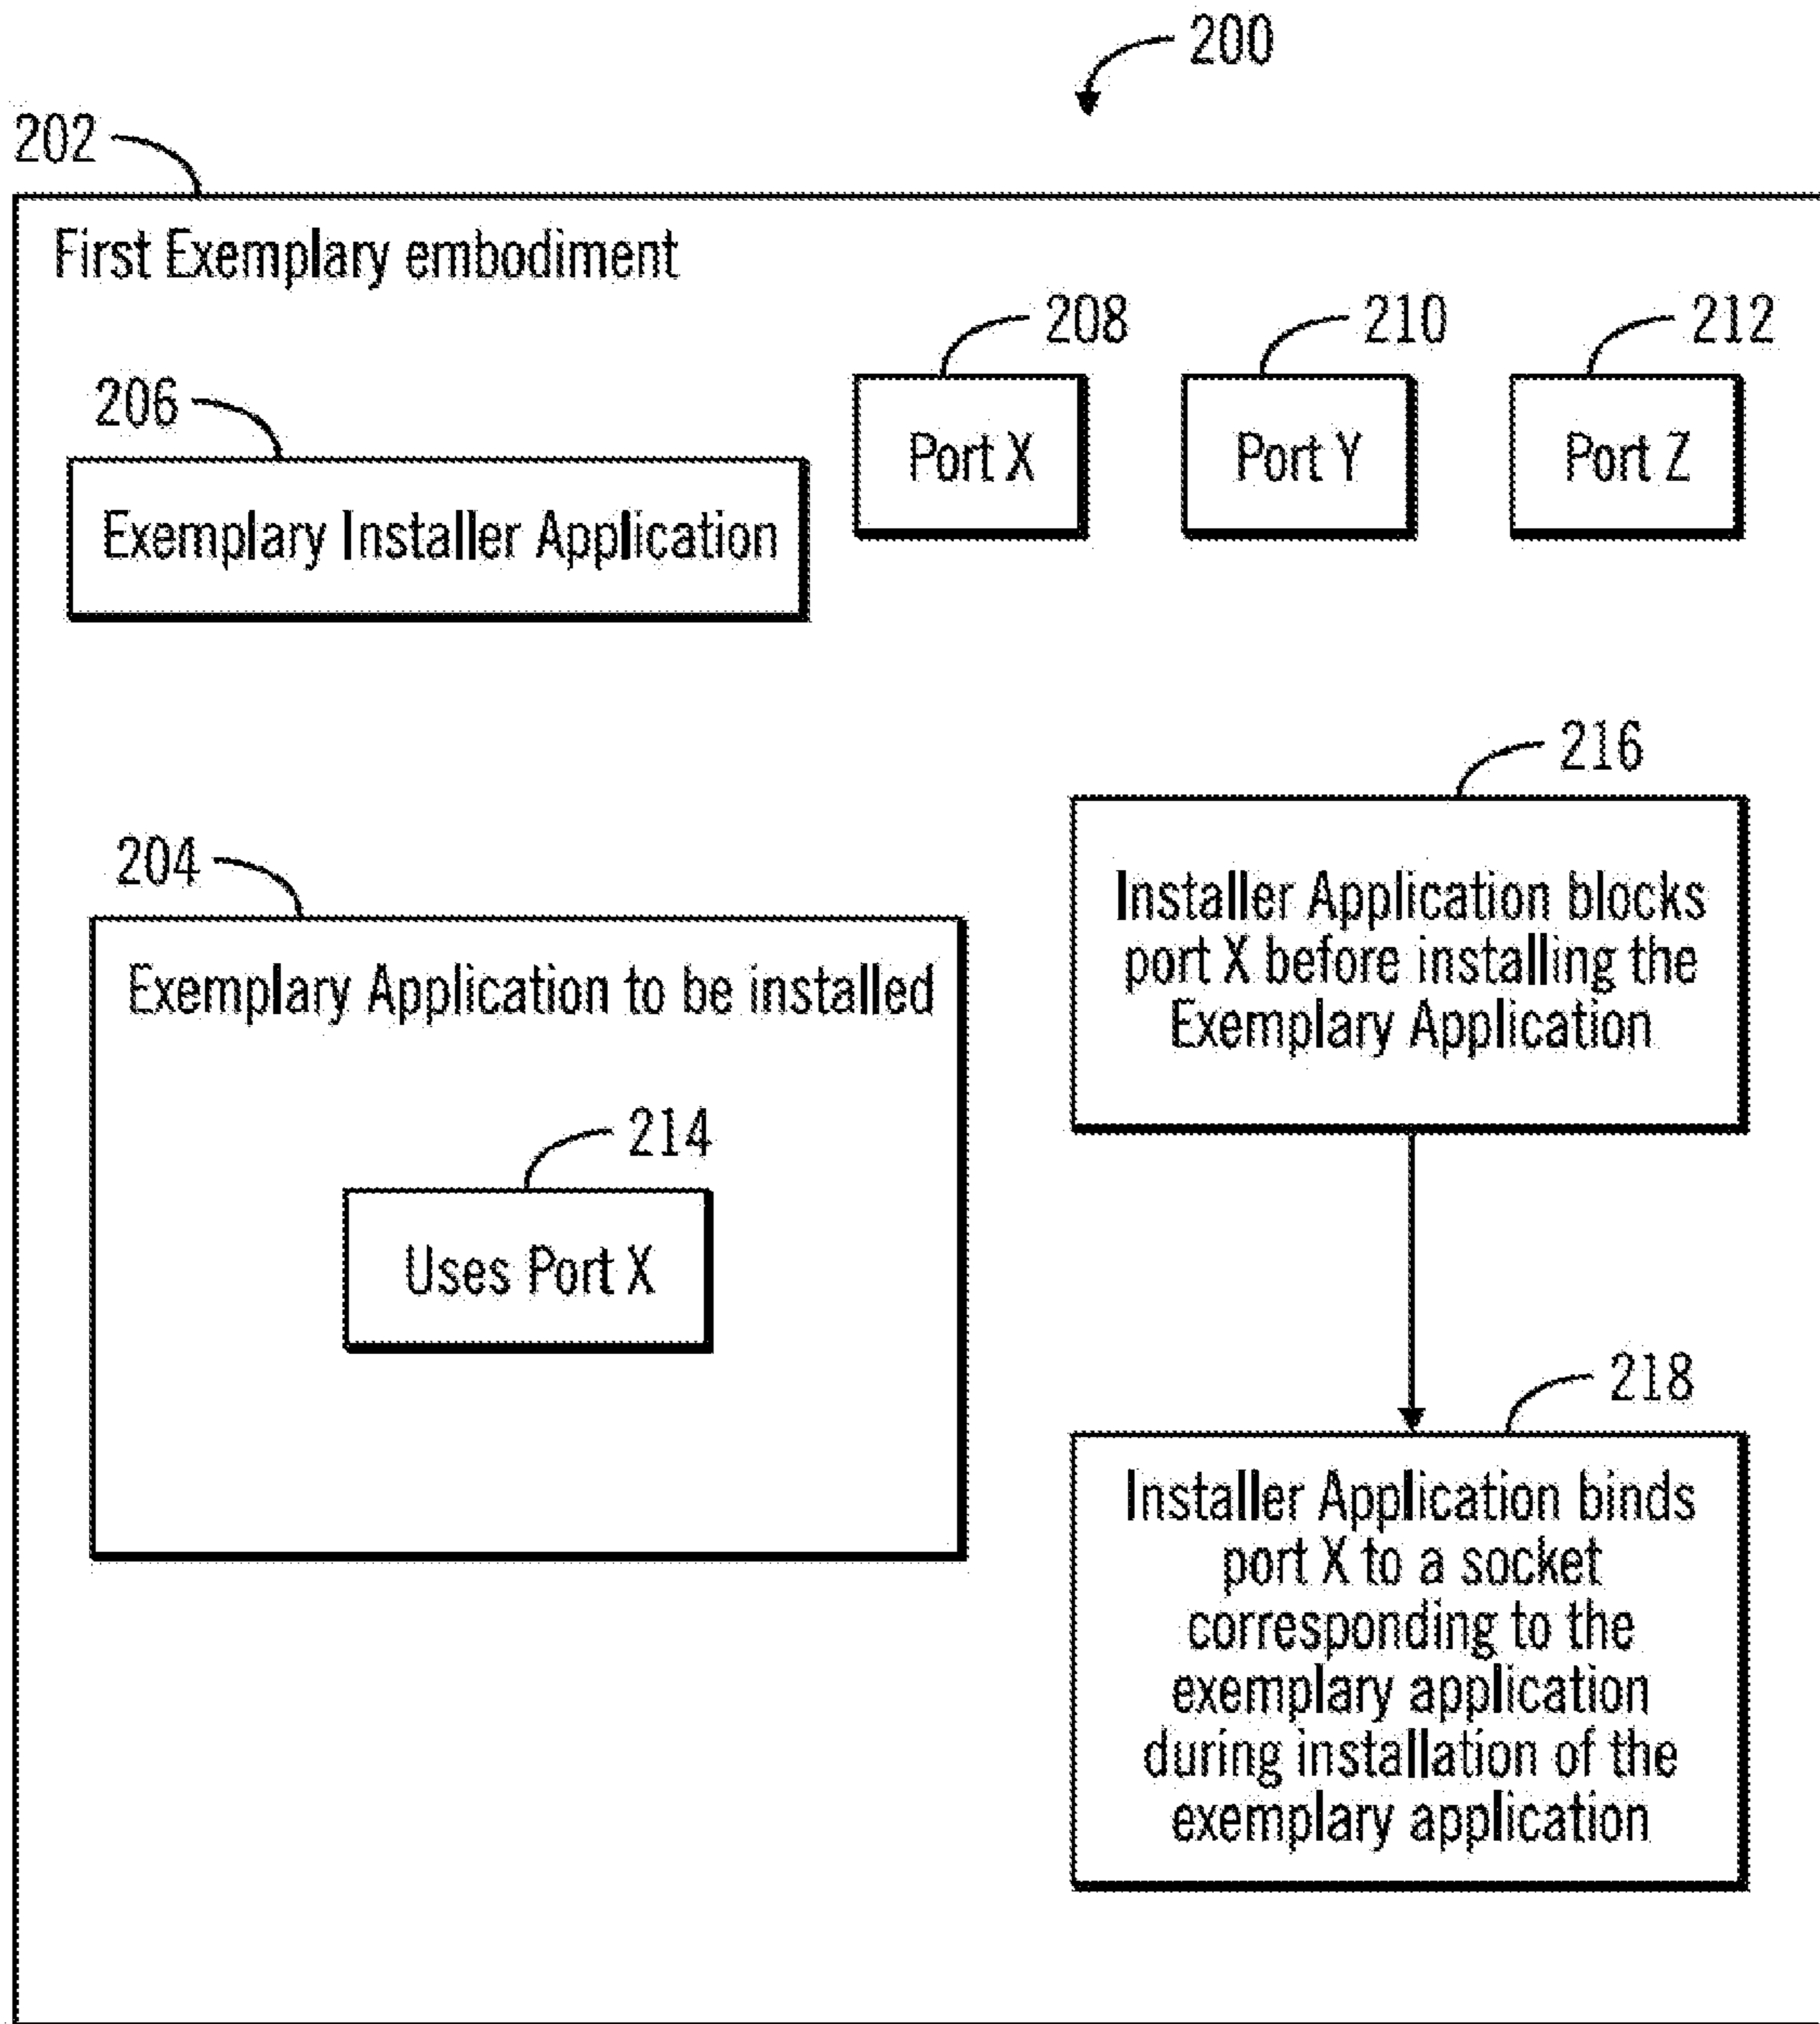 200
202
First Exemplary embodiment
208
210
212
206
Port X
Port Y
Port Z
Exemplary Installer Application
216
204
Installer Application blocks
port X before installing the
Exemplary Application
Exemplary Application to be installed
214
Uses Port X
218
Installer Application binds
port X to a socket
corresponding to the
exemplary application
during installation of the
exemplary application